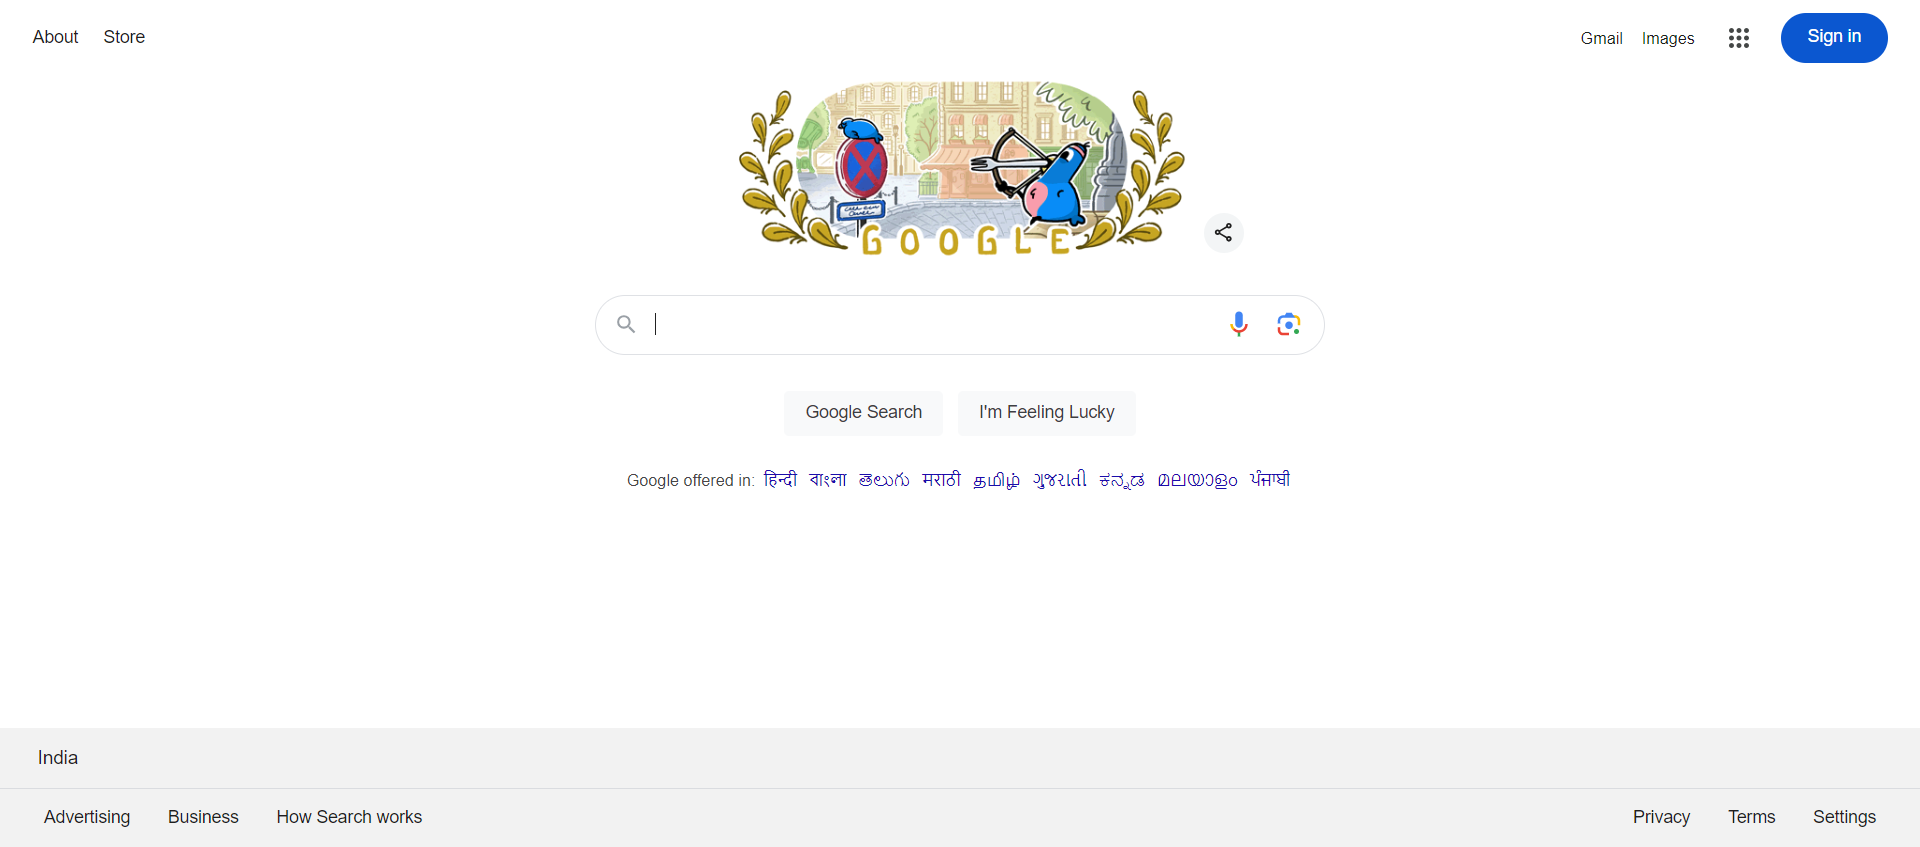 About Store
Gmail Images Sign in
GOOGLE
Google Search I'm Feeling Lucky
Google offered in: हिन्दी বাংলা తెలుగు मराठी தமிழ் ગુજરાતી ಕನ್ನಡ മലയാളം ਪੰਜਾਬੀ
India
Advertising Business How Search works
Privacy Terms Settings